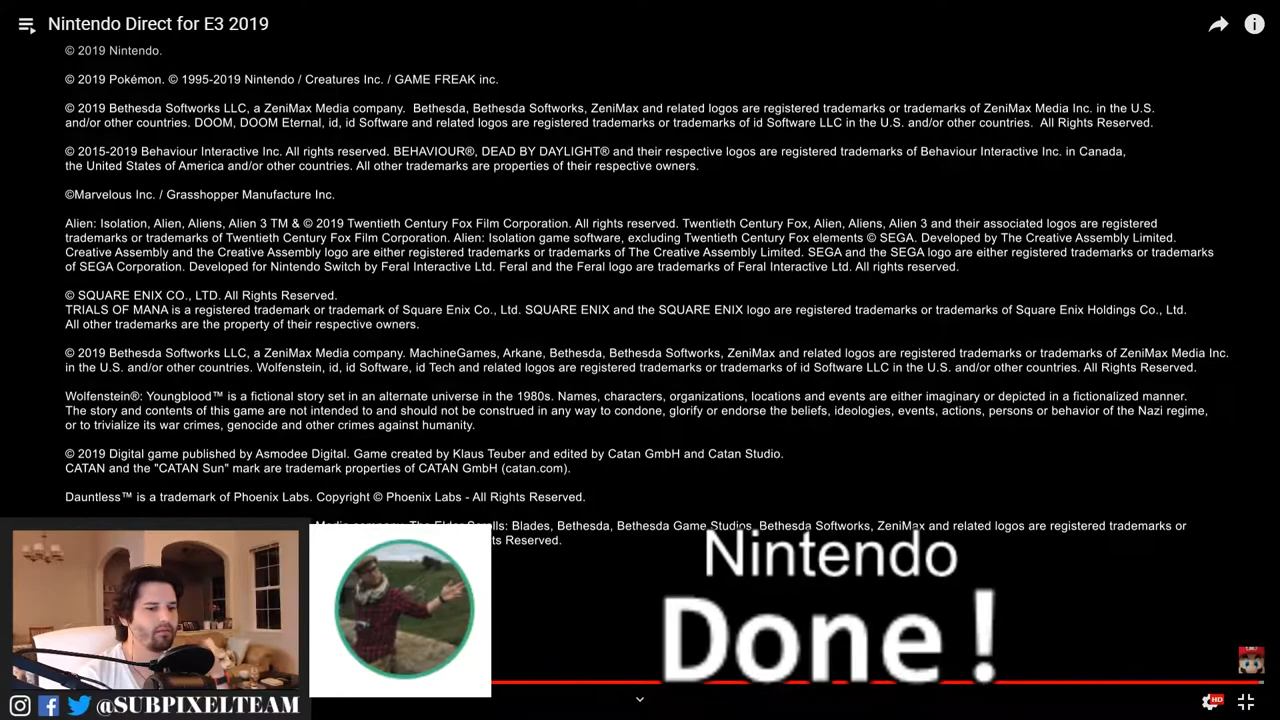 Nintendo Direct for E3 2019
© 2019 Nintendo.
© 2019 Pokémon. © 1995-2019 Nintendo / Creatures Inc. / GAME FREAK inc.
© 2019 Bethesda Softworks LLC, a ZeniMax Media company. Bethesda, Bethesda Softworks, ZeniMax and related logos are registered trademarks or trademarks of ZeniMax Media Inc. in the U.S.
and/or other countries. DOOM, DOOM Eternal, id, id Software and related logos are registered trademarks or trademarks of id Software LLC in the U.S. and/or other countries. All Rights Reserved.
© 2015-2019 Behaviour Interactive Inc. All rights reserved. BEHAVIOUR®, DEAD BY DAYLIGHT® and their respective logos are registered trademarks of Behaviour Interactive Inc. in Canada,
the United States of America and/or other countries. All other trademarks are properties of their respective owners.
©Marvelous Inc. / Grasshopper Manufacture Inc.
Alien: Isolation, Alien, Aliens, Alien 3 TM & © 2019 Twentieth Century Fox Film Corporation. All rights reserved. Twentieth Century Fox, Alien, Aliens, Alien 3 and their associated logos are registered
trademarks or trademarks of Twentieth Century Fox Film Corporation. Alien: Isolation game software, excluding Twentieth Century Fox elements © SEGA. Developed by The Creative Assembly Limited.
Creative Assembly and the Creative Assembly logo are either registered trademarks or trademarks of The Creative Assembly Limited. SEGA and the SEGA logo are either registered trademarks or trademarks
of SEGA Corporation. Developed for Nintendo Switch by Feral Interactive Ltd. Feral and the Feral logo are trademarks of Feral Interactive Ltd. All rights reserved.
© SQUARE ENIX CO., LTD. All Rights Reserved.
TRIALS OF MANA is a registered trademark or trademark of Square Enix Co., Ltd. SQUARE ENIX and the SQUARE ENIX logo are registered trademarks or trademarks of Square Enix Holdings Co., Ltd.
All other trademarks are the property of their respective owners.
© 2019 Bethesda Softworks LLC, a ZeniMax Media company. MachineGames, Arkane, Bethesda, Bethesda Softworks, ZeniMax and related logos are registered trademarks or trademarks of ZeniMax Media Inc.
in the U.S. and/or other countries. Wolfenstein, id, id Software, id Tech and related logos are registered trademarks or trademarks of id Software LLC in the U.S. and/or other countries. All Rights Reserved.
Wolfenstein®: Youngblood™ is a fictional story set in an alternate universe in the 1980s. Names, characters, organizations, locations and events are either imaginary or depicted in a fictionalized manner.
The story and contents of this game are not intended to and should not be construed in any way to condone, glorify or endorse the beliefs, ideologies, events, actions, persons or behavior of the Nazi regime,
or to trivialize its war crimes, genocide and other crimes against humanity.
© 2019 Digital game published by Asmodee Digital. Game created by Klaus Teuber and edited by Catan GmbH and Catan Studio.
CATAN and the "CATAN Sun" mark are trademark properties of CATAN GmbH (catan.com).
Dauntless™ is a trademark of Phoenix Labs. Copyright © Phoenix Labs - All Rights Reserved.
Media company. The Elder Scrolls: Blades, Bethesda, Bethesda Game Studios, Bethesda Softworks, ZeniMax and related logos are registered trademarks or
ts Reserved.
Nintendo
Done!
@SUBPIXELTEAM
HD